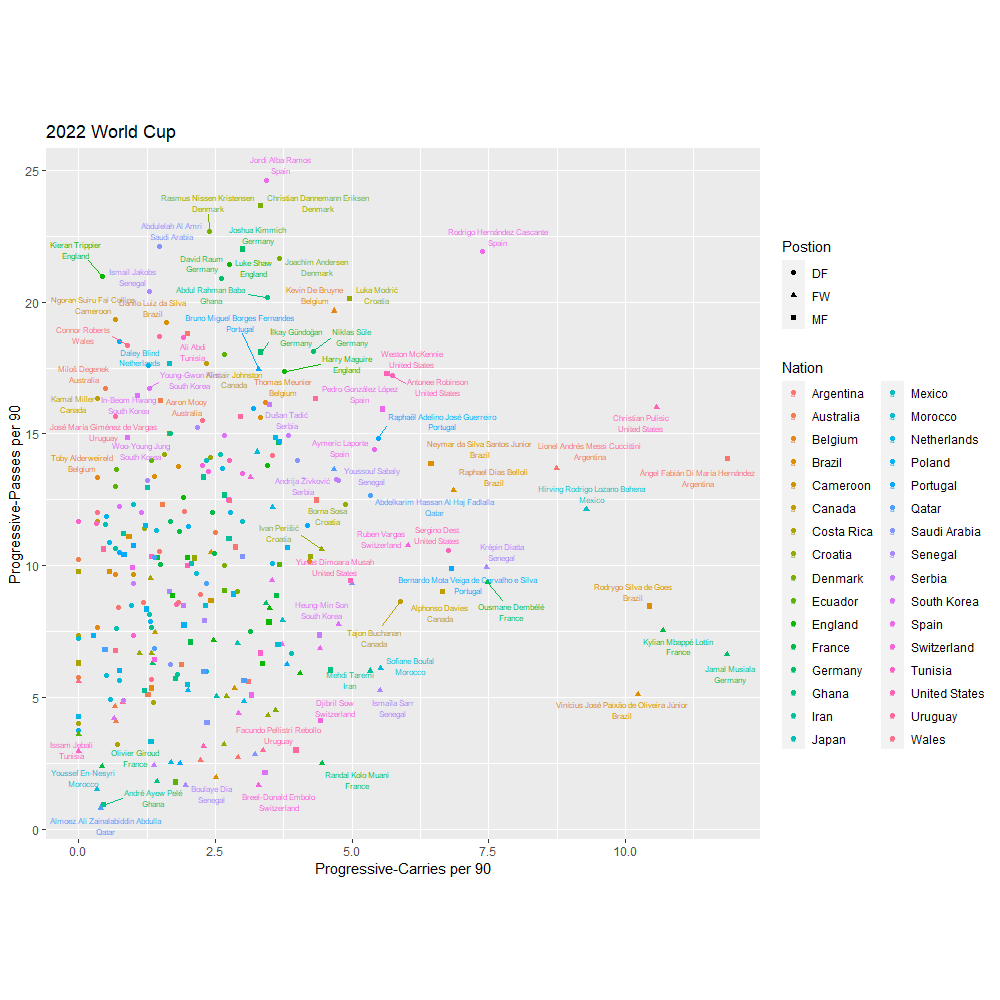 2022 World Cup
Jordi Alba Ramos
Spain
Rasmus Nissen Kristensen
Denmark
Christian Dannemann Eriksen
Denmark
Abdulelah Al Amri
Saudi Arabia
Joshua Kimmich
Germany
Rodrigo Hernández Cascante
Spain
Kieran Trippier
England
David Raum
Germany
Luke Shaw
England
Joachim Andersen
Denmark
Ismail Jakobs
Senegal
Abdul Rahman Baba
Ghana
Kevin De Bruyne
Belgium
Luka Modrić
Croatia
Ngoran Suiru Fai Collins
Cameroon
Danilo Luiz da Silva
Brazil
Bruno Miguel Borges Fernandes
Portugal
Connor Roberts
Wales
Ali Abdi
Tunisia
İlkay Gündoğan
Germany
Niklas Süle
Germany
Daley Blind
Netherlands
Harry Maguire
England
Weston McKennie
United States
Miloš Degenek
Australia
Young-Gwon Kim
South Korea
Alistair Johnston
Canada
Thomas Meunier
Belgium
Antonee Robinson
United States
Kamal Miller
Canada
In-Beom Hwang
South Korea
Aaron Mooy
Australia
Pedro González López
Spain
Dušan Tadić
Serbia
Raphaël Adelino José Guerreiro
Portugal
Christian Pulisic
United States
José María Giménez de Vargas
Uruguay
Woo-Young Jung
South Korea
Aymeric Laporte
Spain
Neymar da Silva Santos Junior
Brazil
Lionel Andrés Messi Cuccittini
Argentina
Toby Alderweireld
Belgium
Andrija Živković
Serbia
Youssouf Sabaly
Senegal
Raphael Dias Belloli
Brazil
Ángel Fabián Di María Hernández
Argentina
Hirving Rodrigo Lozano Bahena
Mexico
Borna Sosa
Croatia
Abdelkarim Hassan Al Haj Fadlalla
Qatar
Ivan Perišić
Croatia
Ruben Vargas
Switzerland
Sergino Dest
United States
Krépin Diatta
Senegal
Yunus Dimoara Musah
United States
Bernardo Mota Veiga de Carvalho e Silva
Portugal
Heung-Min Son
South Korea
Alphonso Davies
Canada
Ousmane Dembélé
France
Rodrygo Silva de Goes
Brazil
Tajon Buchanan
Canada
Kylian Mbappé Lottin
France
Mehdi Taremi
Iran
Sofiane Boufal
Morocco
Jamal Musiala
Germany
Djibril Sow
Switzerland
Ismaïla Sarr
Senegal
Vinicius José Paixão de Oliveira Júnior
Brazil
Facundo Pellistri Rebollo
Uruguay
Issam Jebali
Tunisia
Olivier Giroud
France
Youssef En-Nesyri
Morocco
Randal Kolo Muani
France
André Ayew Pelé
Ghana
Boulaye Dia
Senegal
Breel-Donald Embolo
Switzerland
Almoez Ali Zainalabiddin Abdulla
Qatar
25
20
15
10
5
0
Progressive-Passes per 90
0.0
2.5
5.0
7.5
10.0
Progressive-Carries per 90
Postion
DF
FW
MF
Nation
Argentina
Australia
Belgium
Brazil
Cameroon
Canada
Costa Rica
Croatia
Denmark
Ecuador
England
France
Germany
Ghana
Iran
Japan
Mexico
Morocco
Netherlands
Poland
Portugal
Qatar
Saudi Arabia
Senegal
Serbia
South Korea
Spain
Switzerland
Tunisia
United States
Uruguay
Wales